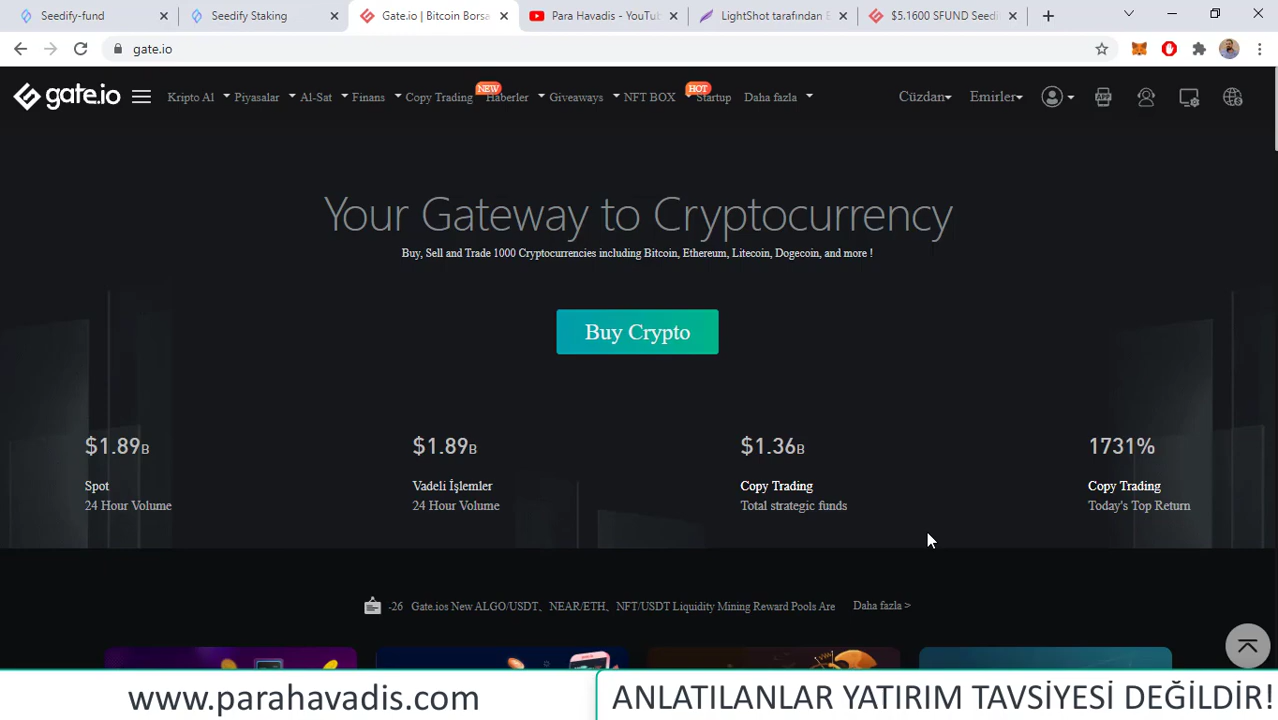 Seedify-fund
Seedify Staking
Gate.io | Bitcoin Borsa
Para Havadis - YouTu
LightShot tarafından E
$5.1600 SFUND Seedi
gate.io
gate.io
Kripto Al Piyasalar Al-Sat Finans Copy Trading NEW Haberler Giveaways NFT BOX HOT Startup Daha fazla Cüzdan Emirler APP
Your Gateway to Cryptocurrency
Buy, Sell and Trade 1000 Cryptocurrencies including Bitcoin, Ethereum, Litecoin, Dogecoin, and more !
Buy Crypto
$1.89B $1.89B $1.36B 1731%
Spot Vadeli İşlemler Copy Trading Copy Trading
24 Hour Volume 24 Hour Volume Total strategic funds Today's Top Return
-26 Gate.ios New ALGO/USDT、NEAR/ETH、NFT/USDT Liquidity Mining Reward Pools Are Daha fazla >
www.parahavadis.com
ANLATILANLAR YATIRIM TAVSİYESİ DEĞİLDİR!